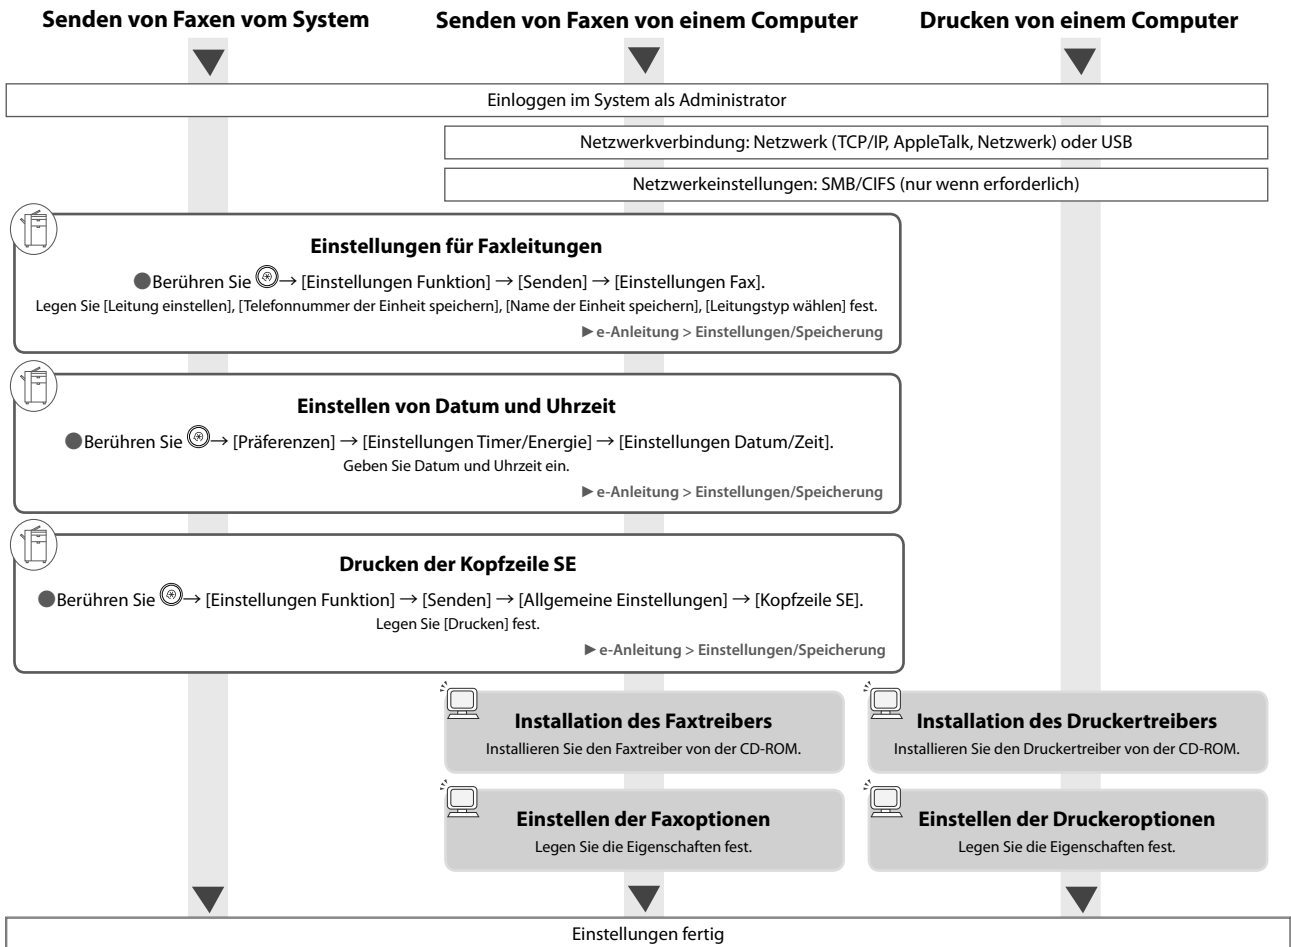 Senden von Faxen vom System
Senden von Faxen von einem Computer
Drucken von einem Computer
Einloggen im System als Administrator
Netzwerkverbindung: Netzwerk (TCP/IP, AppleTalk, Netzwerk) oder USB
Netzwerkeinstellungen: SMB/CIFS (nur wenn erforderlich)
Einstellungen für Faxleitungen
●Berühren Sie → [Einstellungen Funktion] → [Senden] → [Einstellungen Fax].
Legen Sie [Leitung einstellen], [Telefonnummer der Einheit speichern], [Name der Einheit speichern], [Leitungstyp wählen] fest.
►e-Anleitung > Einstellungen/Speicherung
Einstellen von Datum und Uhrzeit
●Berühren Sie → [Präferenzen] → [Einstellungen Timer/Energie] → [Einstellungen Datum/Zeit].
Geben Sie Datum und Uhrzeit ein.
►e-Anleitung > Einstellungen/Speicherung
Drucken der Kopfzeile SE
●Berühren Sie → [Einstellungen Funktion] → [Senden] → [Allgemeine Einstellungen] → [Kopfzeile SE].
Legen Sie [Drucken] fest.
►e-Anleitung > Einstellungen/Speicherung
Installation des Faxtreibers
Installieren Sie den Faxtreiber von der CD-ROM.
Installation des Druckertreibers
Installieren Sie den Druckertreiber von der CD-ROM.
Einstellen der Faxoptionen
Legen Sie die Eigenschaften fest.
Einstellen der Druckeroptionen
Legen Sie die Eigenschaften fest.
Einstellungen fertig